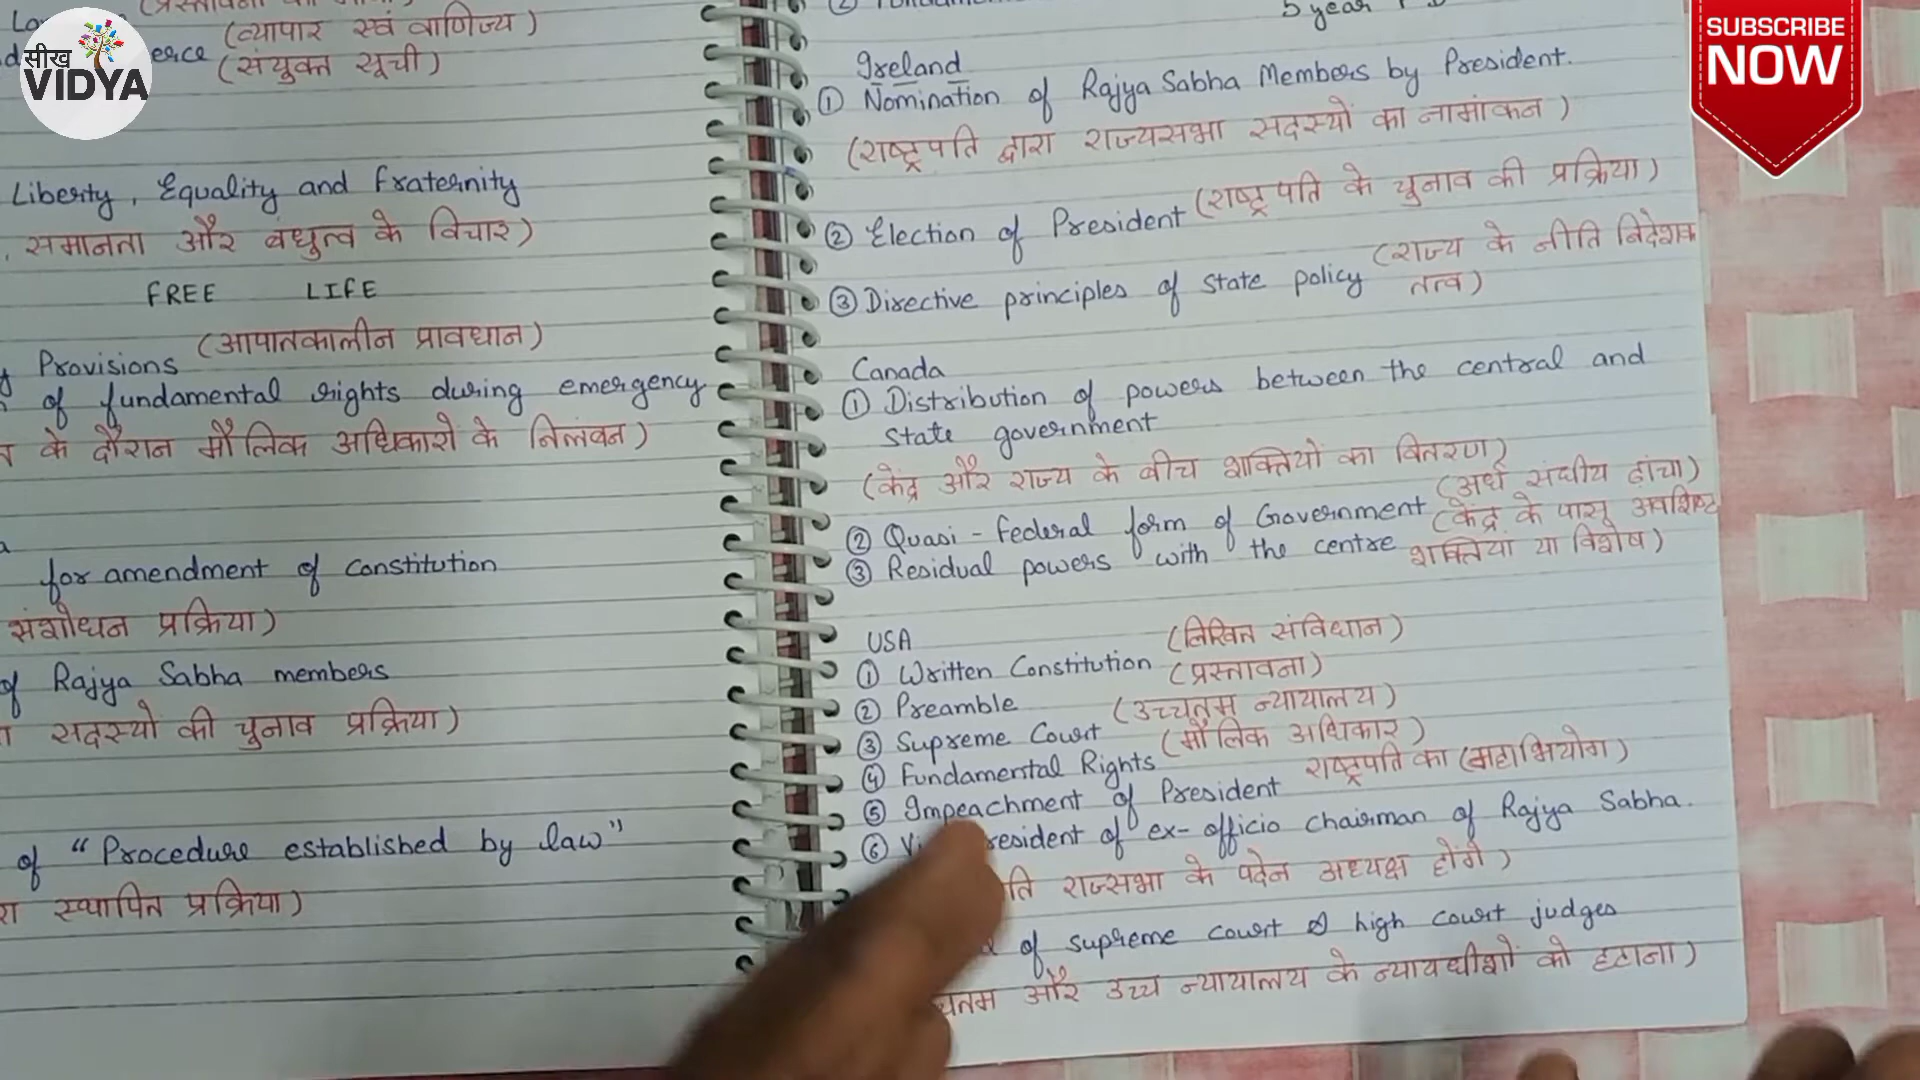 सीख
VIDYA
SUBSCRIBE
NOW
(व्यापार एवं वाणिज्य)
(संयुक्त सूची)
Liberty, Equality and Fraternity
समानता और बंधुत्व के विचार)
FREE LIFE
(आपातकालीन प्रावधान)
Provisions
of fundamental rights during emergency
के दौरान मौलिक अधिकारो के निलंबन)
for amendment of constitution
संशोधन प्रक्रिया)
of Rajya Sabha members
सदस्यो की चुनाव प्रक्रिया)
of "Procedure established by law"
स्थापित प्रक्रिया)
5 year
Ireland
① Nomination of Rajya Sabha Members by President.
(राष्ट्रपति द्वारा राज्यसभा सदस्यों का नामांकन)
② Election of President (राष्ट्रपति के चुनाव की प्रक्रिया)
③ Directive principles of state policy (राज्य के नीति निदेशक
तत्व)
Canada
① Distribution of powers between the central and
state government
(केंद्र और राज्य के बीच शक्तियों का वितरण)
② Quasi-federal form of Government (अर्ध संघीय ढांचा)
③ Residual powers with the centre (केंद्र के पास अवशिष्ट
शक्तियां या विशेष)
USA
① Written Constitution (लिखित संविधान)
② Preamble (प्रस्तावना)
③ Supreme Court (उच्चतम न्यायालय)
④ Fundamental Rights (मौलिक अधिकार)
⑤ Impeachment of President राष्ट्रपति का (महाभियोग)
⑥ resident of ex-officio chairman of Rajya Sabha.
ति राज्सभा के पदेन अध्यक्ष होंगे)
of supreme court & high court judges
और उच्च न्यायालय के न्यायधीशों को हटाना)